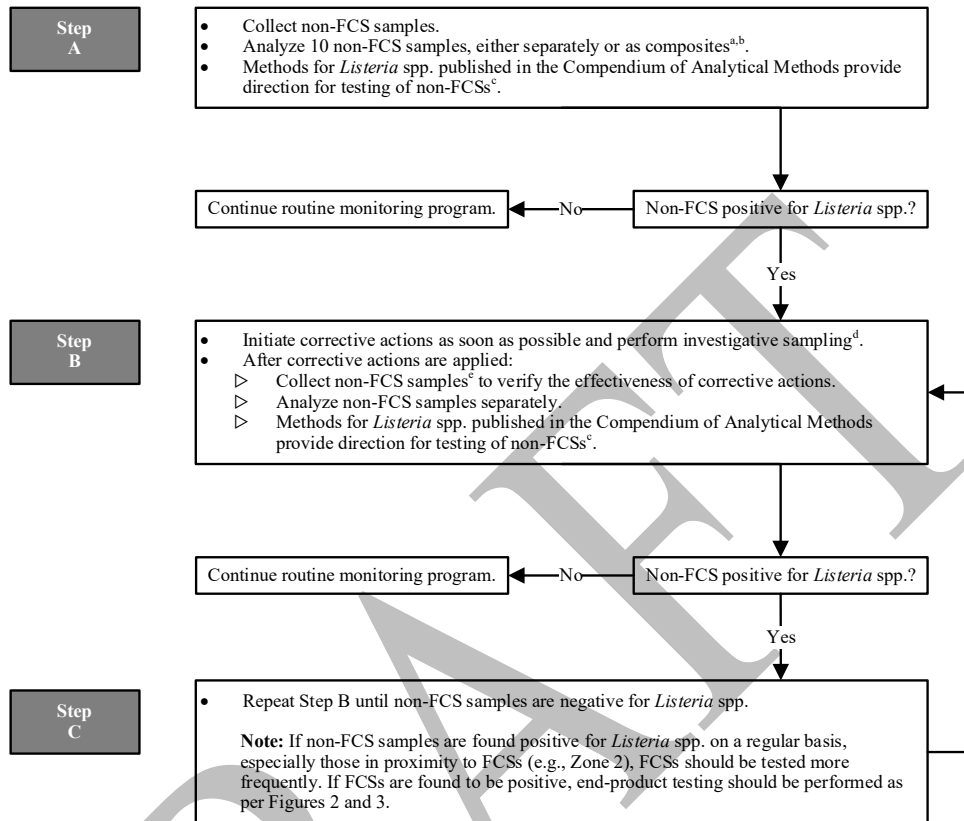 Step
A
• Collect non-FCS samples.
• Analyze 10 non-FCS samples, either separately or as composites^a,b.
• Methods for Listeria spp. published in the Compendium of Analytical Methods provide
direction for testing of non-FCSs^c.
Continue routine monitoring program.
No
Non-FCS positive for Listeria spp.?
Yes
Step
B
• Initiate corrective actions as soon as possible and perform investigative sampling^d.
• After corrective actions are applied:
▷ Collect non-FCS samples^e to verify the effectiveness of corrective actions.
▷ Analyze non-FCS samples separately.
▷ Methods for Listeria spp. published in the Compendium of Analytical Methods
provide direction for testing of non-FCSs^c.
Continue routine monitoring program.
No
Non-FCS positive for Listeria spp.?
Yes
Step
C
• Repeat Step B until non-FCS samples are negative for Listeria spp.
Note: If non-FCS samples are found positive for Listeria spp. on a regular basis,
especially those in proximity to FCSs (e.g., Zone 2), FCSs should be tested more
frequently. If FCSs are found to be positive, end-product testing should be performed as
per Figures 2 and 3.
DRAFT